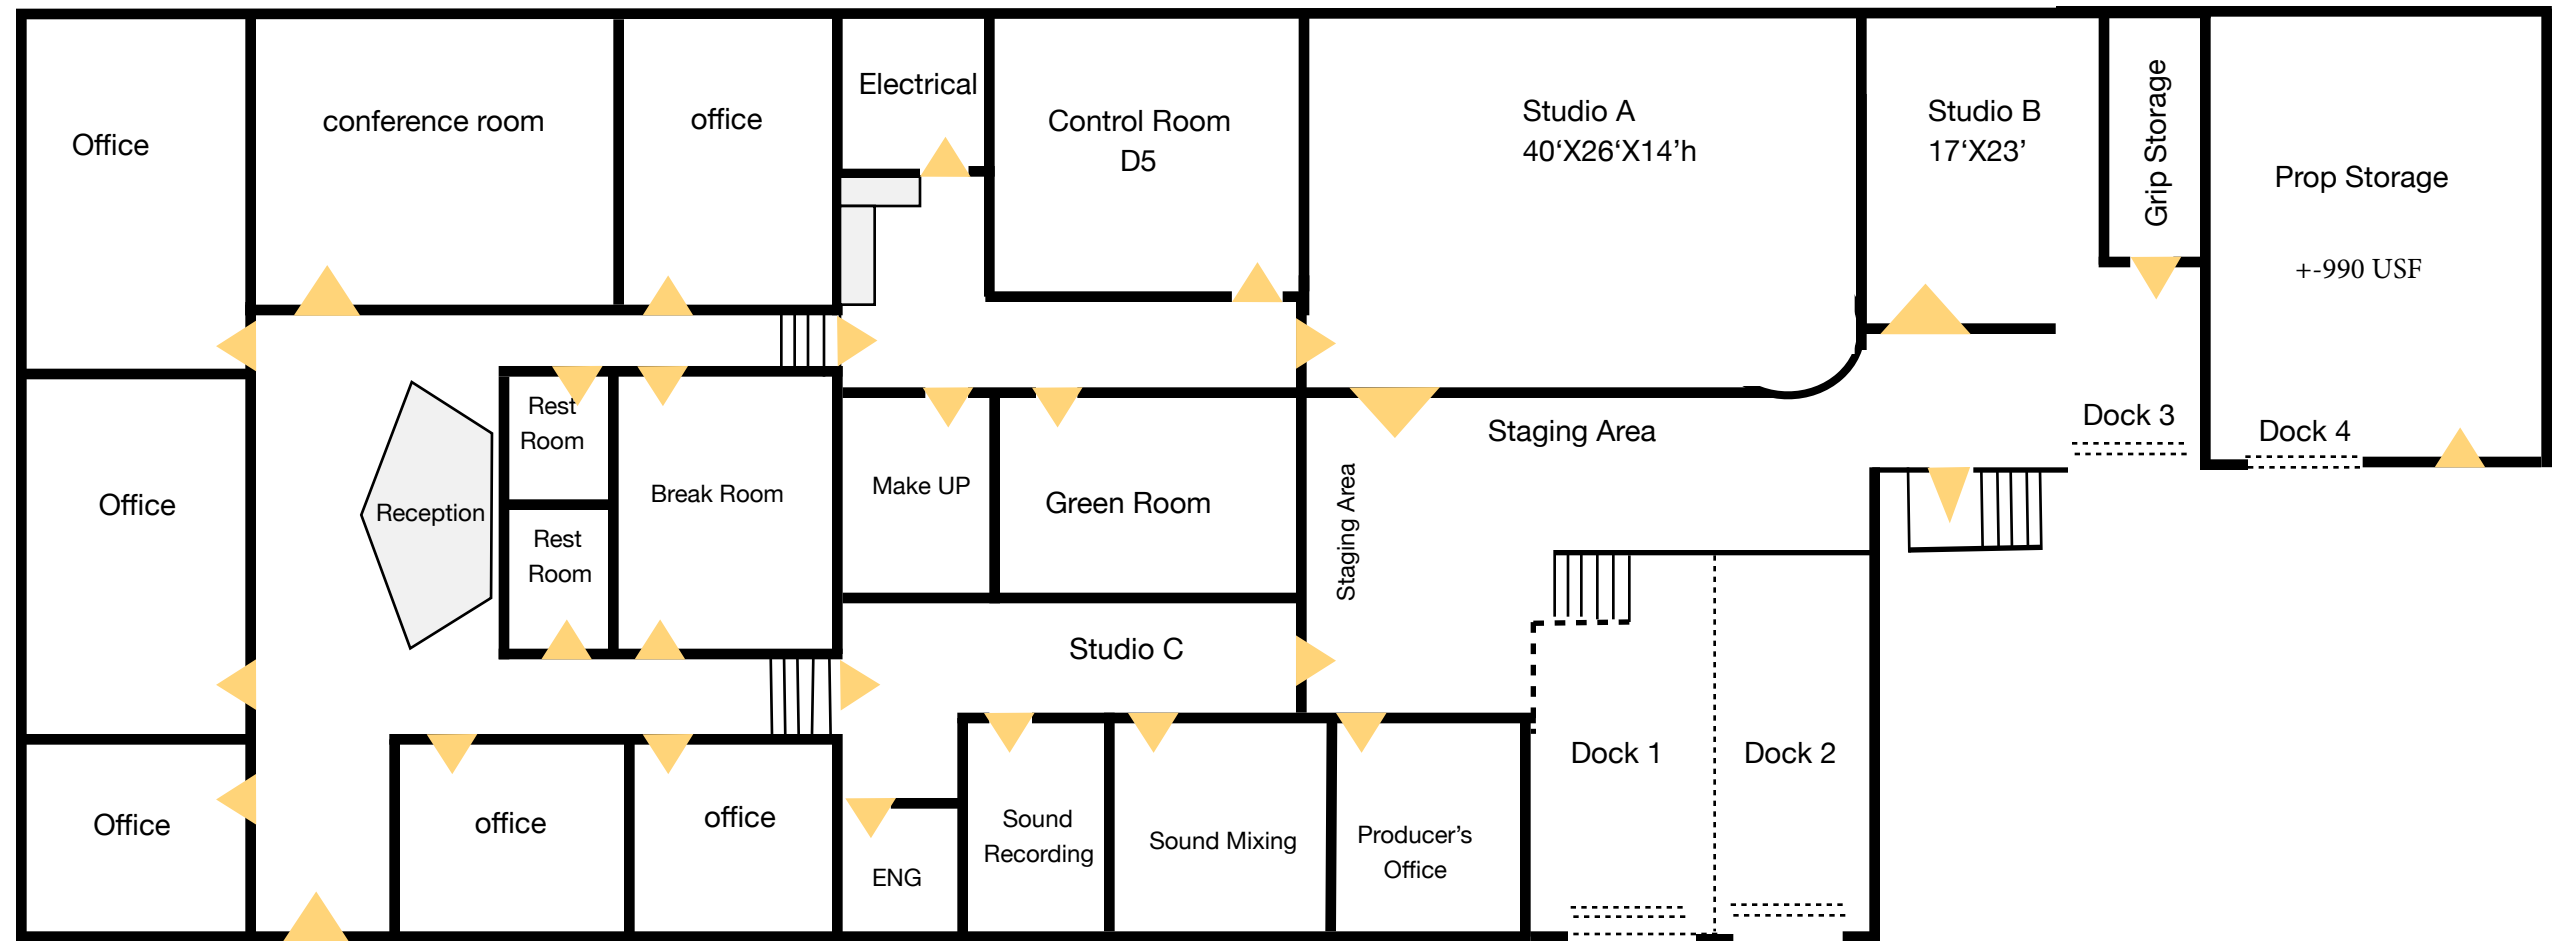 Office
conference room
office
Electrical
Control Room
D5
Studio A
40‘X26‘X14’h
Studio B
17‘X23’
Grip Storage
Prop Storage
+-990 USF
Office
Reception
Rest
Room
Rest
Room
Break Room
Make UP
Green Room
Staging Area
Staging Area
Dock 3
Dock 4
Studio C
Office
office
office
ENG
Sound
Recording
Sound Mixing
Producer’s
Office
Dock 1
Dock 2